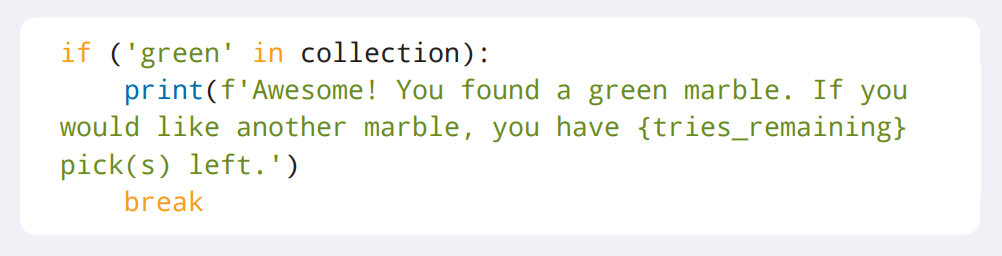 if ('green' in collection):
    print(f'Awesome! You found a green marble. If you
would like another marble, you have {tries_remaining}
pick(s) left.')
    break